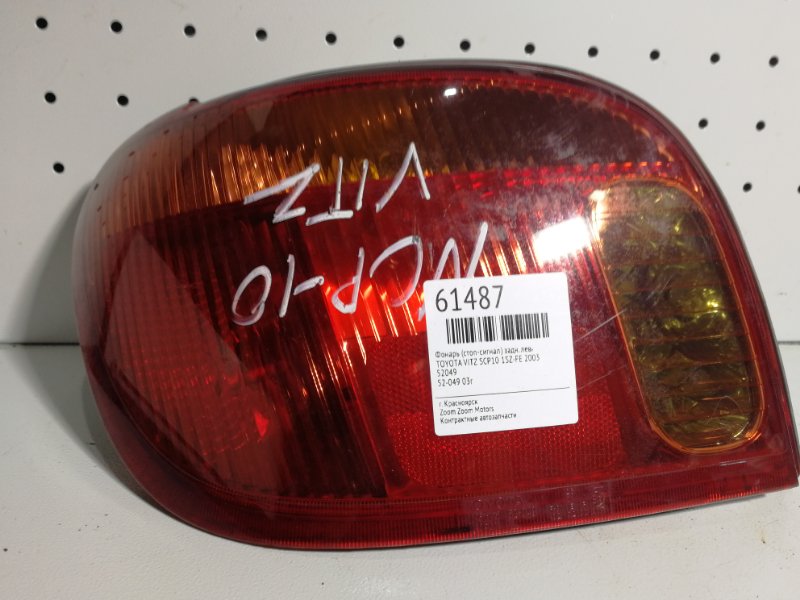 VITZ
NCP-10
61487
Фонарь (стоп-сигнал) задн. лев-
TOYOTA VITZ SCP10 1SZ-FE 2003
52049
52-049 03г
г. Красноярск
Zoom Zoom Motors
Контрактные автозапчасти